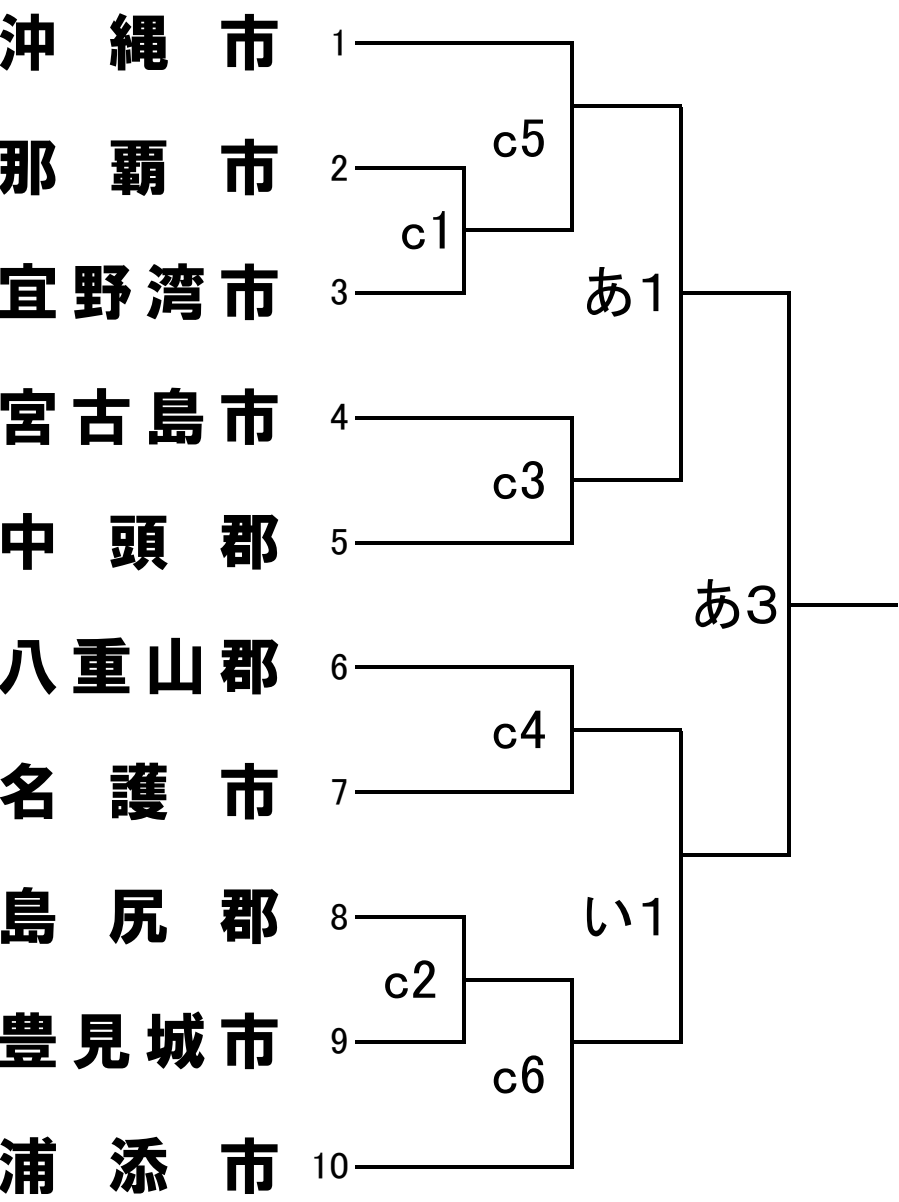 沖縄市 1
c5
那覇市 2
c1
宜野湾市 3
あ1
宮古島市 4
c3
中頭郡 5
あ3
八重山郡 6
c4
名護市 7
島尻郡 8
い1
c2
豊見城市 9
c6
浦添市 10